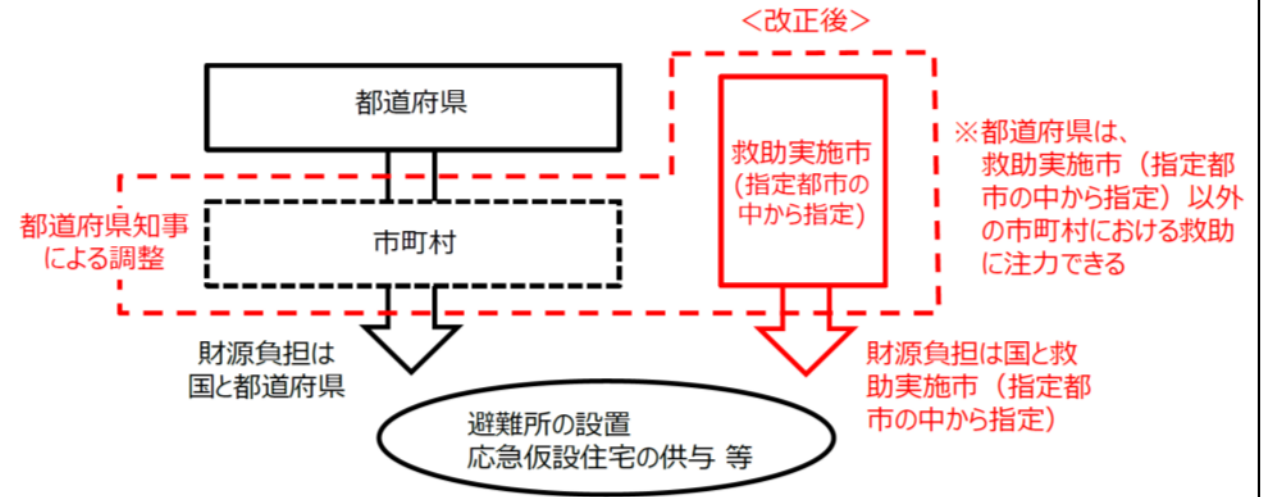 ＜改正後＞
都道府県
救助実施市
(指定都市の
中から指定)
※都道府県は、
救助実施市（指定都
市の中から指定）以外
の市町村における救助
に注力できる
都道府県知事
による調整
市町村
財源負担は
国と都道府県
財源負担は国と救
助実施市（指定都
市の中から指定）
避難所の設置
応急仮設住宅の供与 等